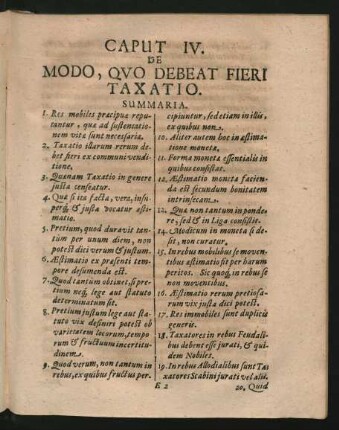 CAPUT IV.
DE
MODO, QVO DEBEAT FIERI
TAXATIO.
SUMMARIA.
1. Res mobiles præcipuæ repu-
tantur, quæ ad sustentatio-
nem vitæ sunt necessaria.
2. Taxatio illarum rerum de-
bet fieri ex communi vendi-
tione.
3. Quænam Taxatio in genere
justa censeatur.
4. Quæ si ita facta, vere, insu-
perq; & justa vocatur æsti-
matio.
5. Pretium, quod duravit tan-
tum per unum diem, non
potest dici verum & justum.
6. Æstimatio ex præsenti tem-
pore desumenda est.
7. Quod tantum obtinet, si pre-
tium neq; lege aut statuto
determinatum sit.
8. Pretium justum lege aut sta-
tuto vix definiri potest ob
varietatem locorum, tempo-
rum & fructuum incertitu-
dinem.
9. Quod verum, non tantum in
rebus, ex quibus fructus per-
cipiuntur, sed etiam in illis,
ex quibus non.
10. Aliter autem hoc in æstima-
tione monetæ.
11. Forma monetæ essentialis in
quibus consistat.
12. Æstimatio monetæ facien-
da est secundum bonitatem
intrinsecam.
13. Quæ non tantum in ponde-
re, sed & in Liga consistit.
14. Modicum in moneta si de-
sit, non curatur.
15. In rebus mobilibus se moven-
tibus æstimatio fit per harum
peritos. Sic quoq; in rebus se
non moventibus.
16. Æstimatio rerum pretiosa-
rum vix justa dici potest.
17. Res immobiles sunt duplicis
generis.
18. Taxatores in rebus Feudali-
bus debent esse jurati, & qui-
dem Nobiles.
19. In rebus Allodialibus sunt Ta-
xatores Scabini jurati vel alii.
E 2
20. Quid